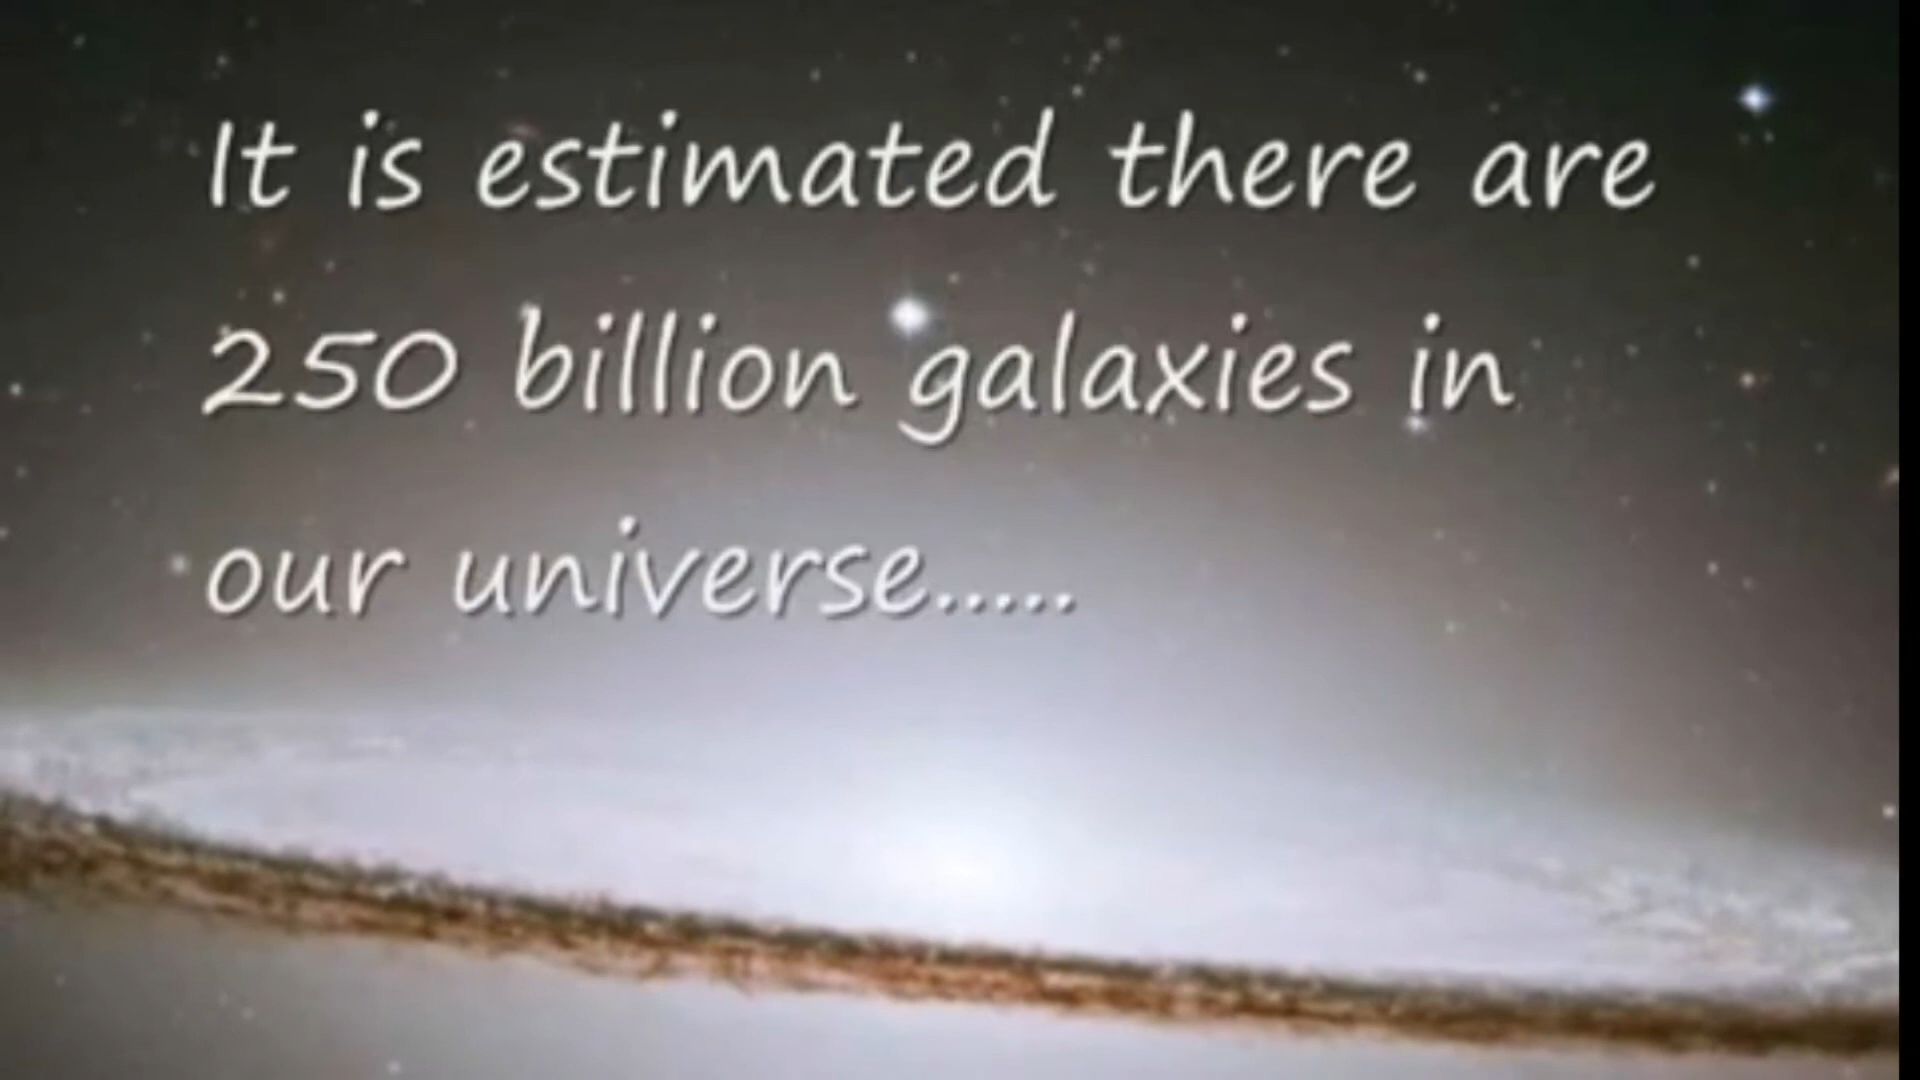 It is estimated there are
250 billion galaxies in
our universe.....